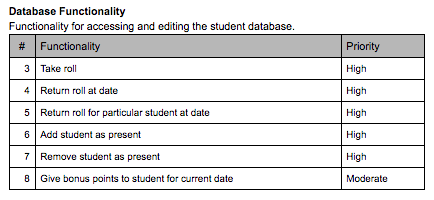 Database Functionality
Functionality for accessing and editing the student database.
# Functionality Priority
3 Take roll High
4 Return roll at date High
5 Return roll for particular student at date High
6 Add student as present High
7 Remove student as present High
8 Give bonus points to student for current date Moderate